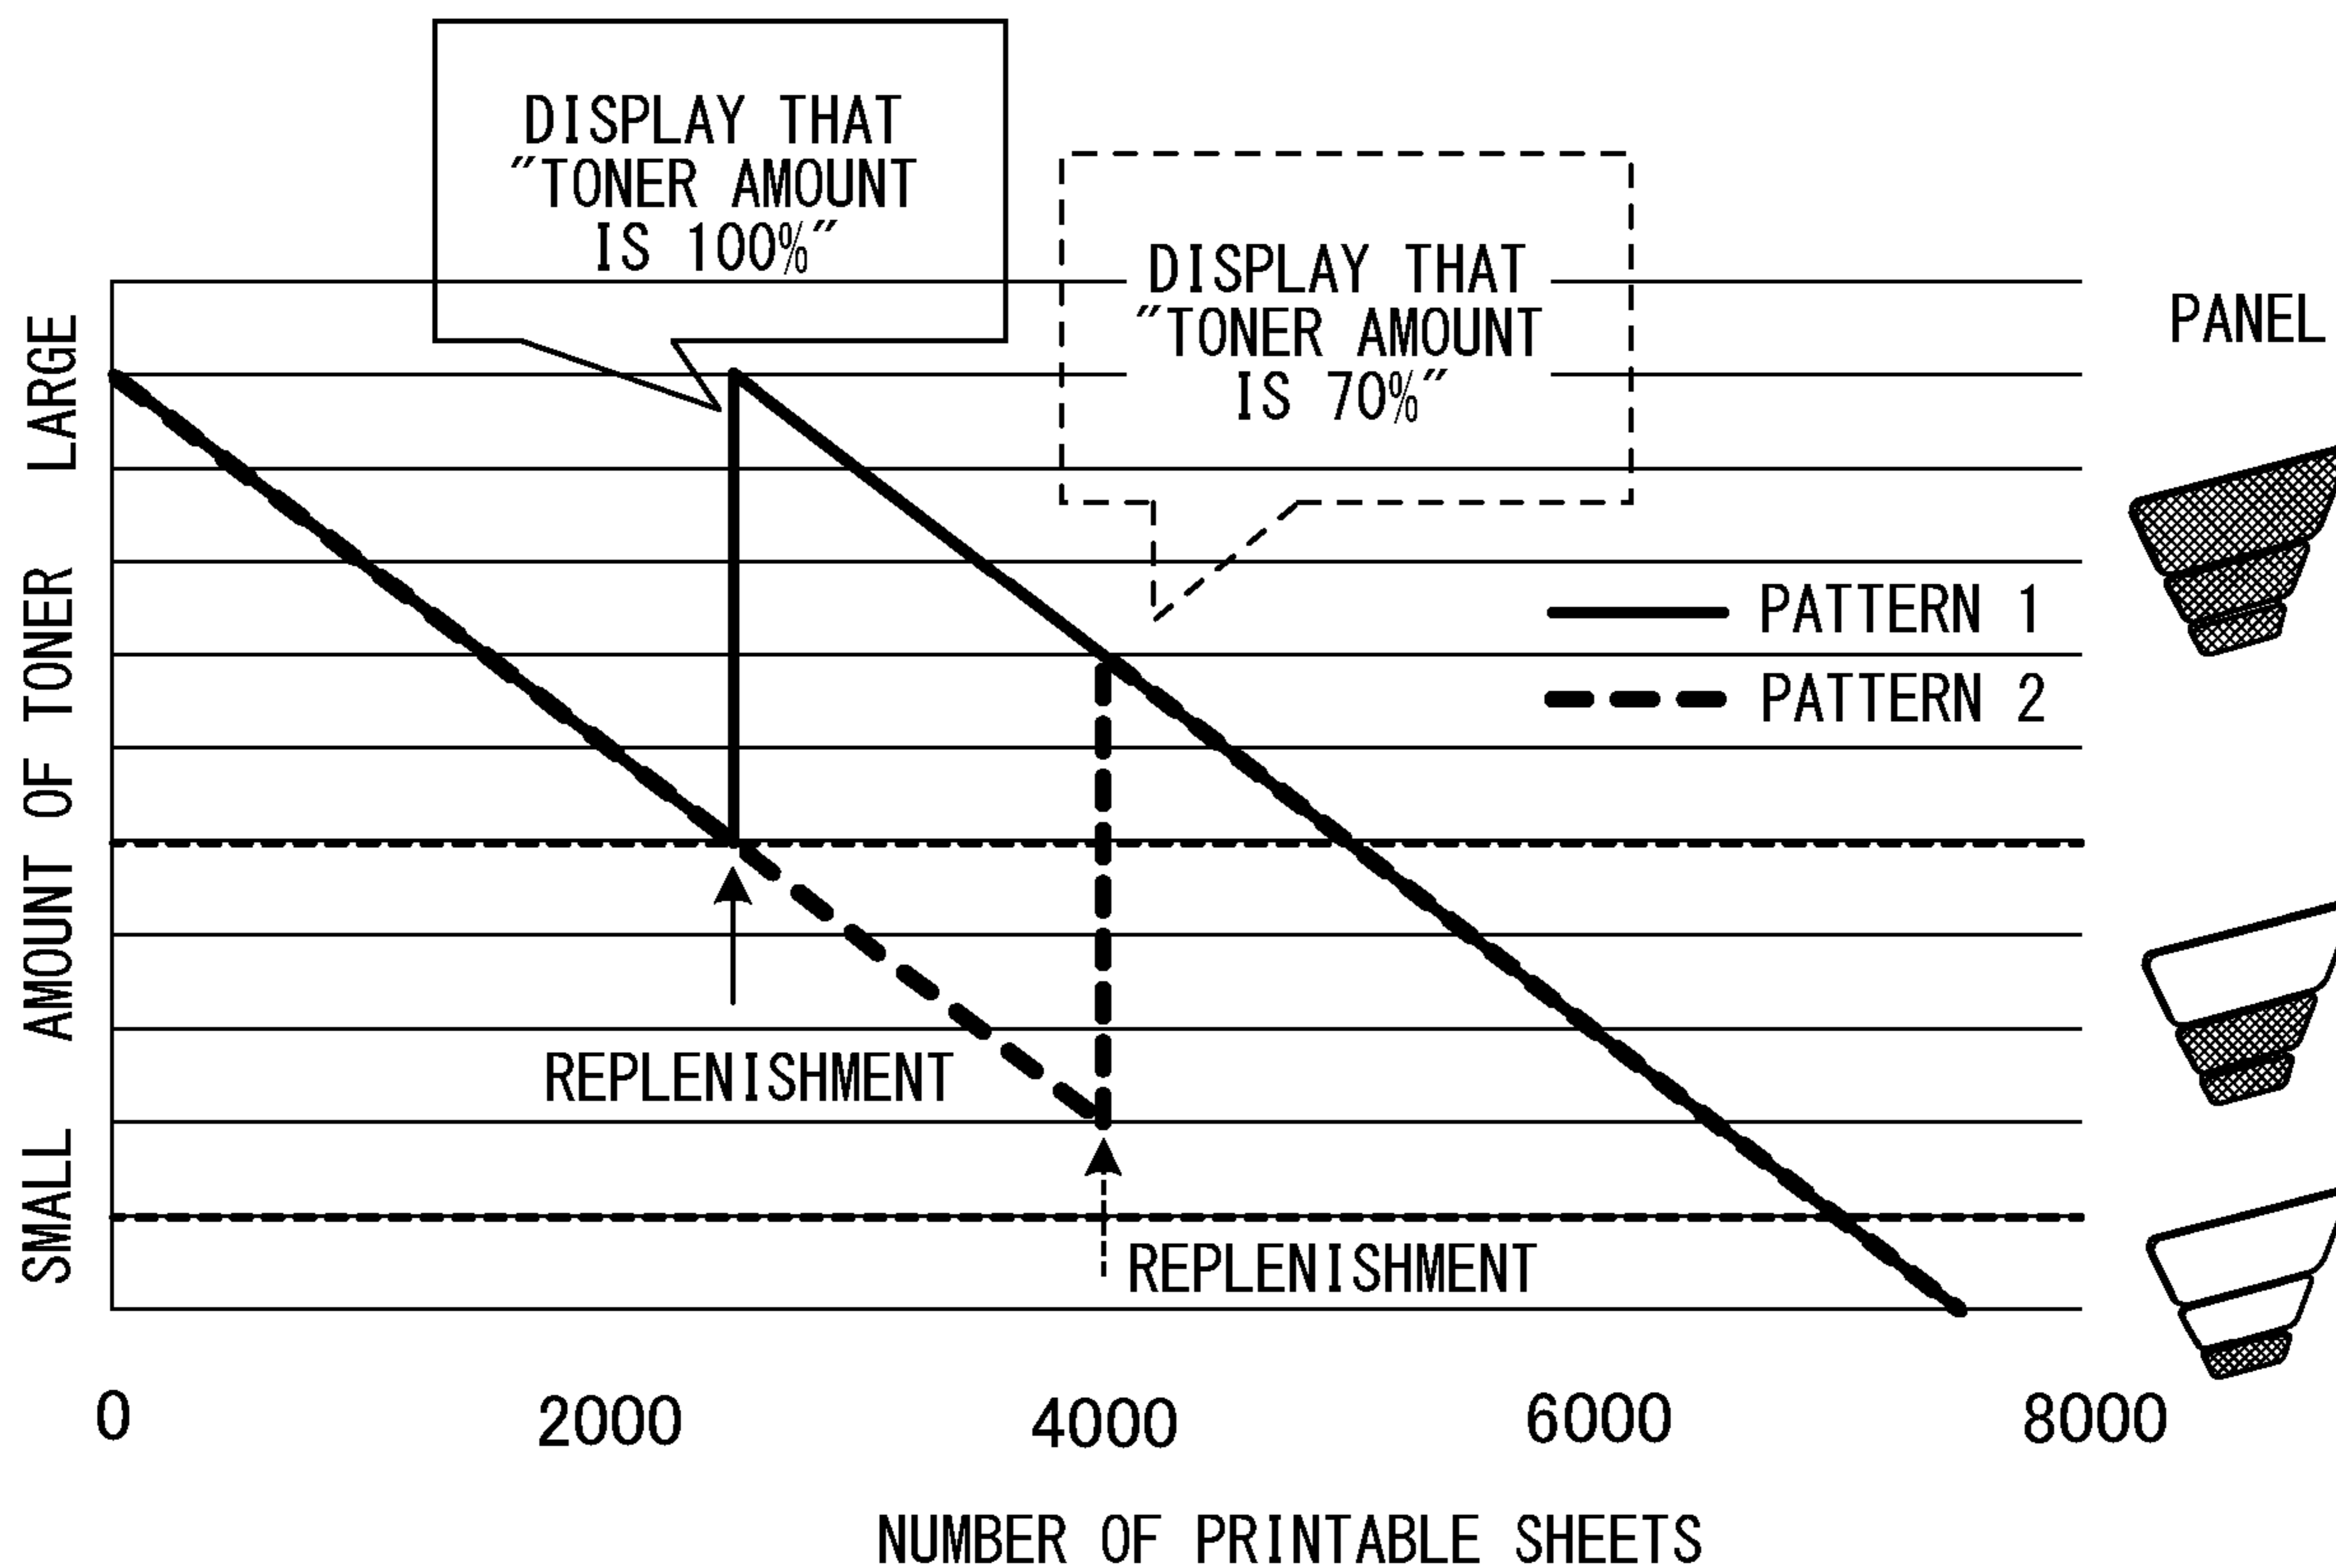 DISPLAY THAT
"TONER AMOUNT
IS 100%"
DISPLAY THAT
"TONER AMOUNT
IS 70%"
PANEL
SMALL AMOUNT OF TONER LARGE
PATTERN 1
PATTERN 2
REPLENISHMENT
REPLENISHMENT
0 2000 4000 6000 8000
NUMBER OF PRINTABLE SHEETS